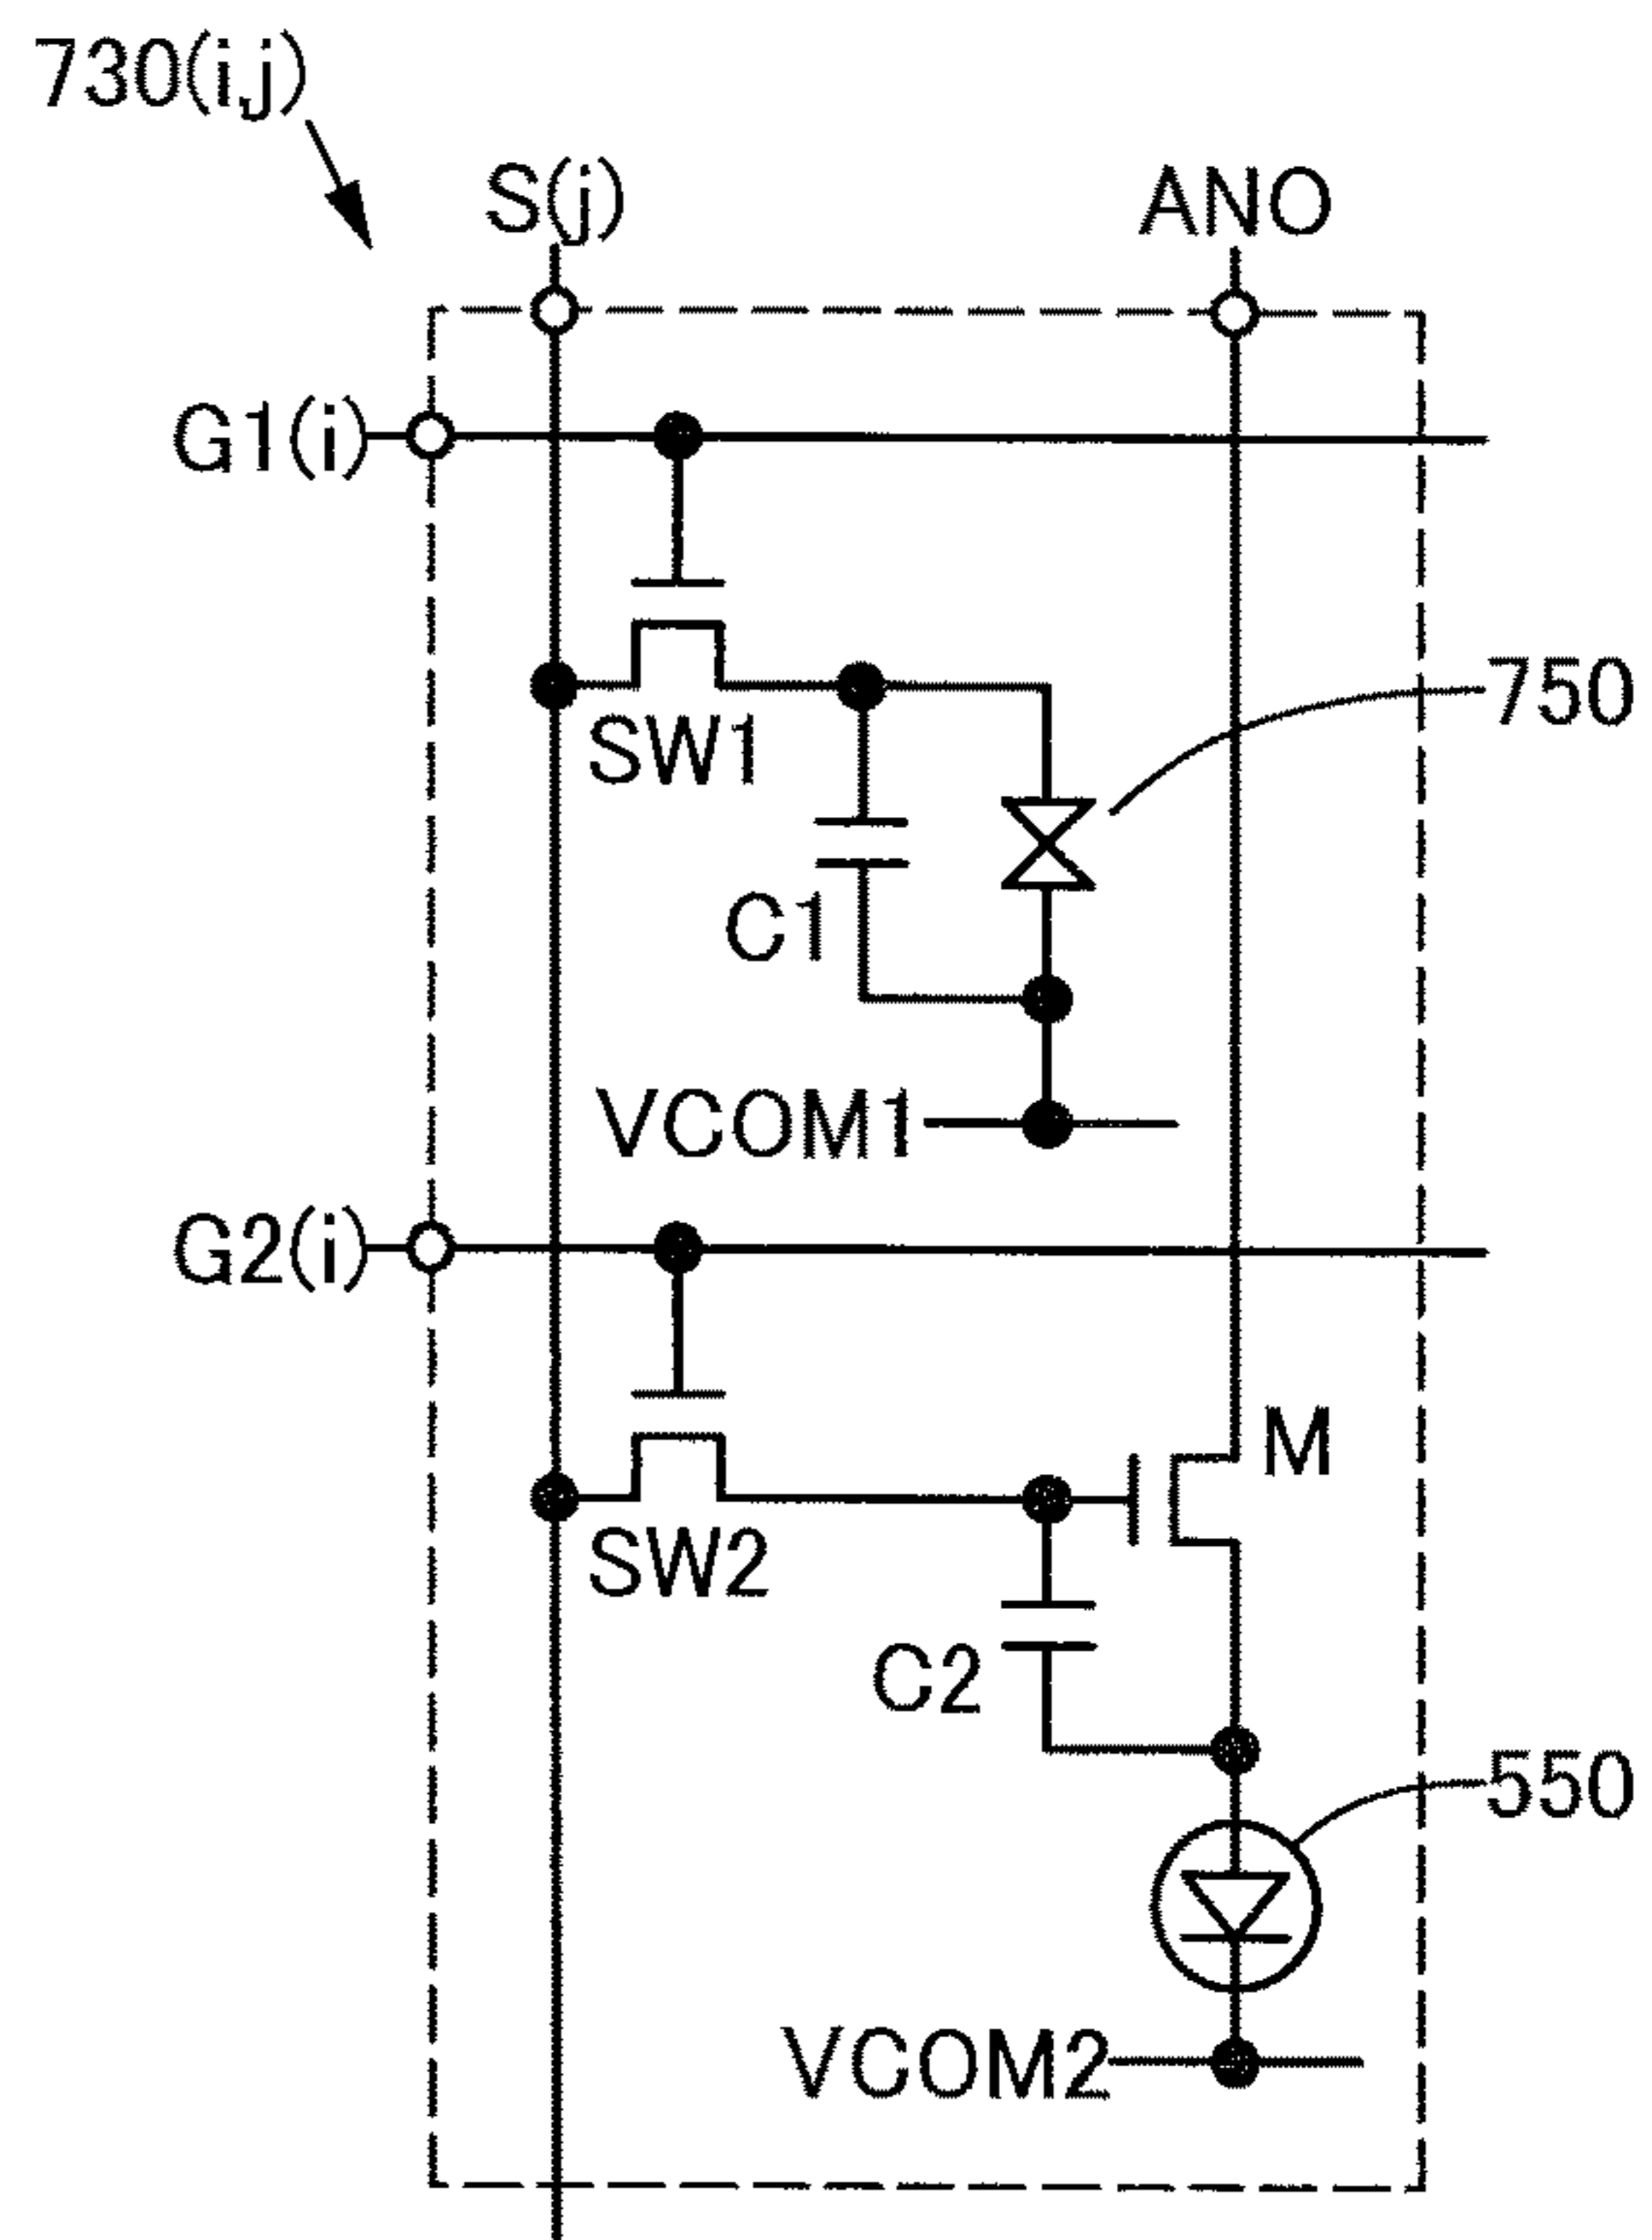 730(i,j)
S(j)
ANO
G1(i)
750
SW1
C1
VCOM1
G2(i)
M
SW2
C2
550
VCOM2